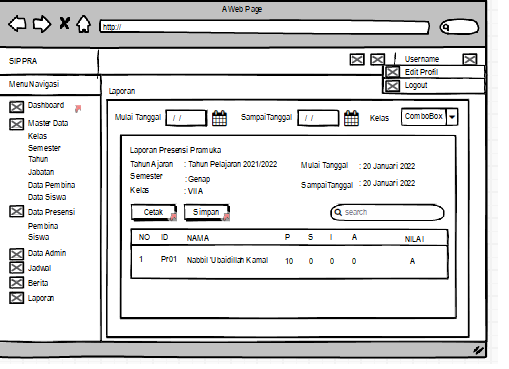 A Web Page
http://
SIPPRA
Username
Edit Profil
Logout
Menu Navigasi
Dashboard
Master Data
Kelas
Semester
Tahun
Jabatan
Data Pembina
Data Siswa
Data Presensi
Pembina
Siswa
Data Admin
Jadwal
Berita
Laporan
Laporan
Mulai Tanggal / / Sampai Tanggal / / Kelas ComboBox
Laporan Presensi Pramuka
Tahun Ajaran : Tahun Pelajaran 2021/2022 Mulai Tanggal : 20 Januari 2022
Semester : Genap Sampai Tanggal : 20 Januari 2022
Kelas : VII A
Cetak Simpan search
NO ID NAMA P S I A NILAI
1 Pr01 Nabbil 'Ubaidillah Kamal 10 0 0 0 A